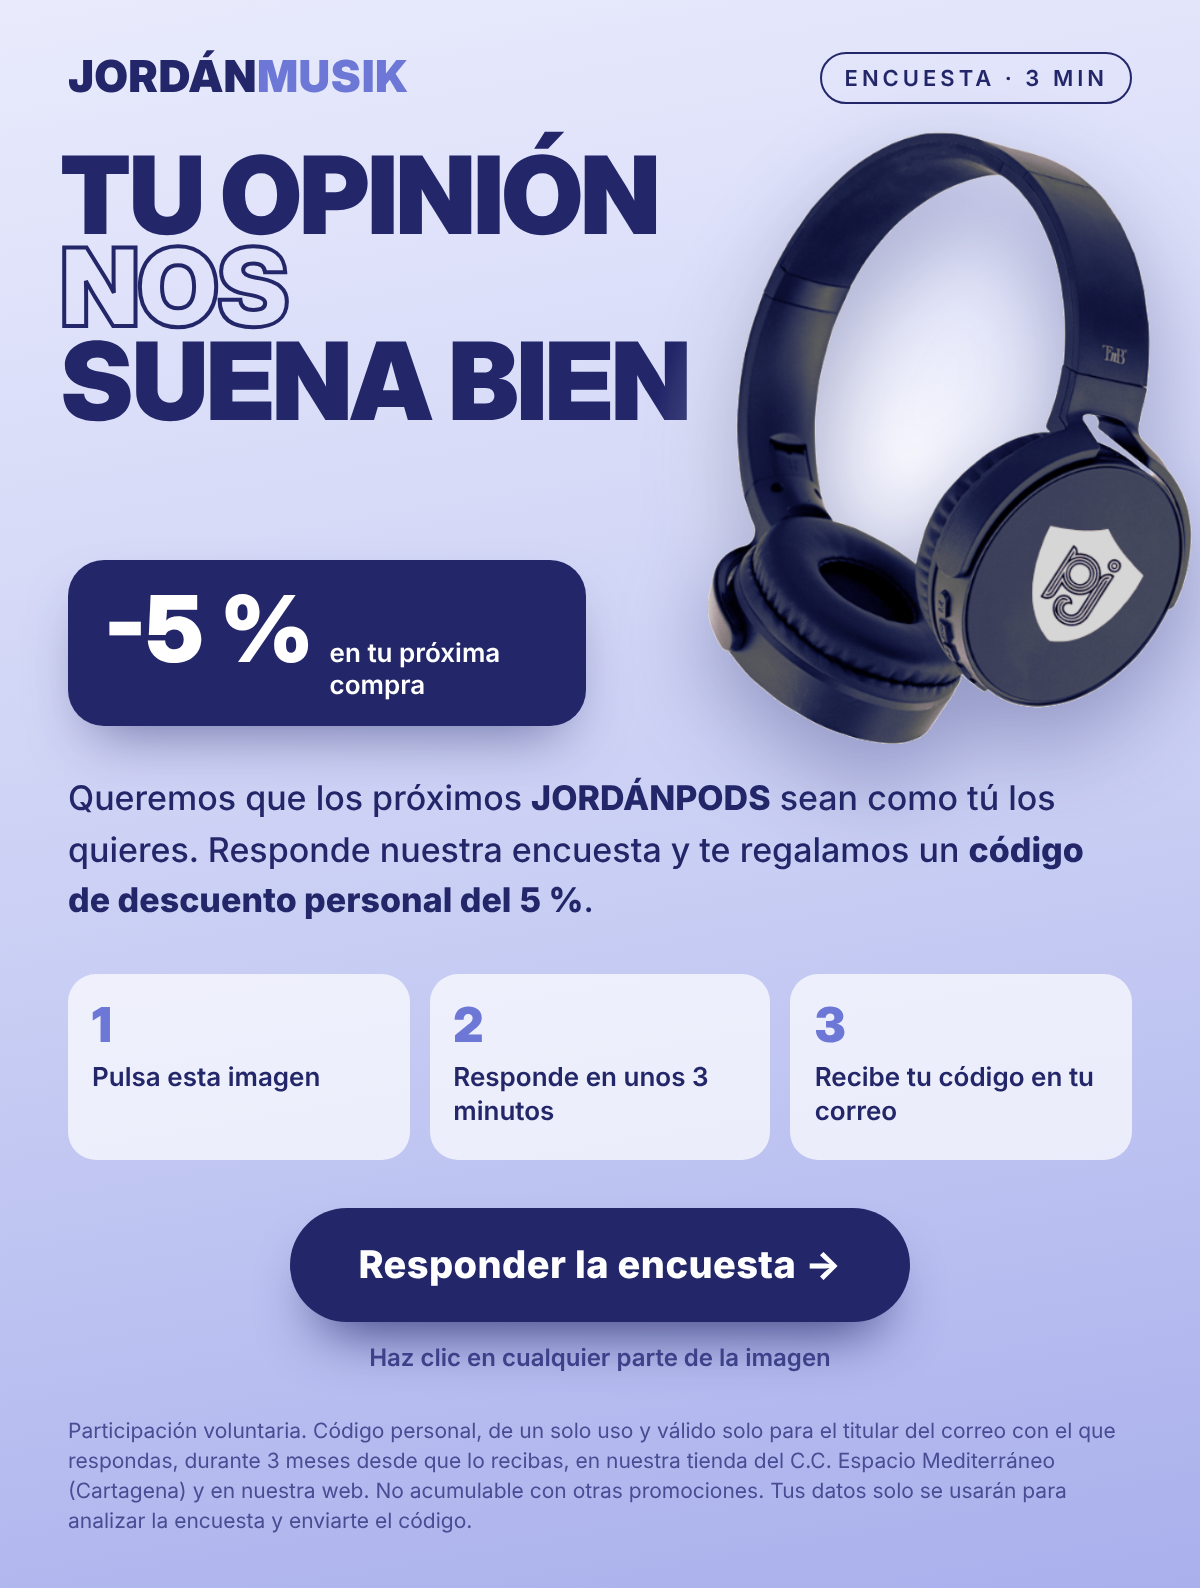 JORDÁNMUSIK
ENCUESTA · 3 MIN
TU OPINIÓN
NOS
SUENA BIEN
TnB
pj
-5 % en tu próxima
compra
Queremos que los próximos JORDÁNPODS sean como tú los
quieres. Responde nuestra encuesta y te regalamos un código
de descuento personal del 5 %.
1
Pulsa esta imagen
2
Responde en unos 3
minutos
3
Recibe tu código en tu
correo
Responder la encuesta →
Haz clic en cualquier parte de la imagen
Participación voluntaria. Código personal, de un solo uso y válido solo para el titular del correo con el que
respondas, durante 3 meses desde que lo recibas, en nuestra tienda del C.C. Espacio Mediterráneo
(Cartagena) y en nuestra web. No acumulable con otras promociones. Tus datos solo se usarán para
analizar la encuesta y enviarte el código.